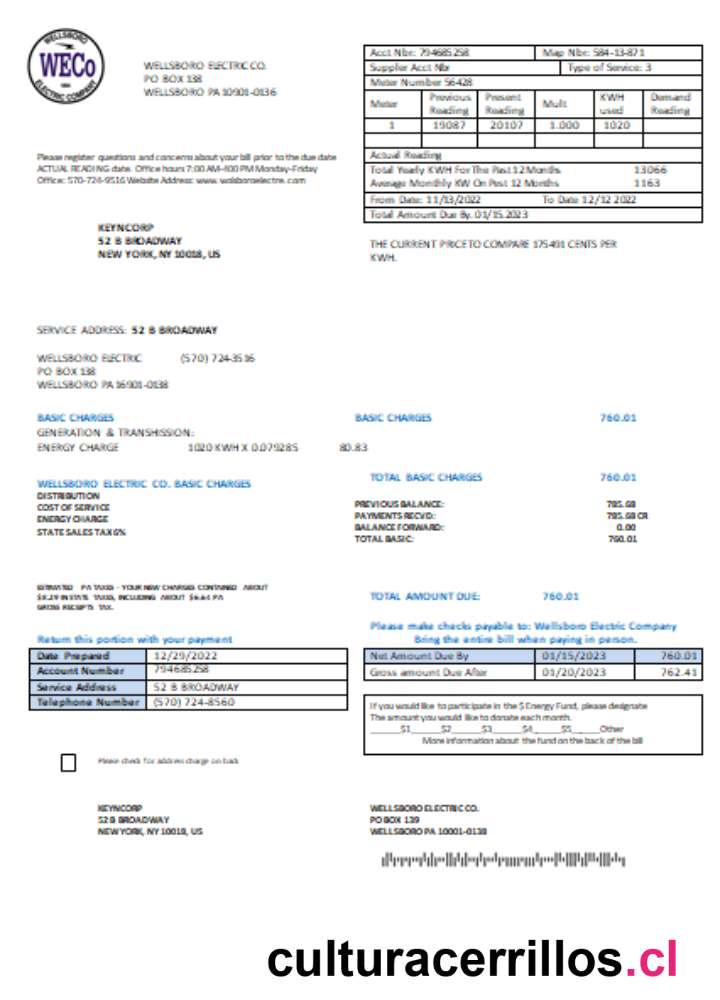 WELLSBORO
WECo
ELECTRIC COMPANY
WELLSBORO ELECTRIC CO.
PO BOX 138
WELLSBORO PA 10901-0136
Acct Nbr: 794685258 Map Nbr: 584-13-871
Supplier Acct Nbr Type of Service: 3
Meter Number 56428
Meter Previous Reading Present Reading Mult KWH used Demand Reading
1 19087 20107 1.000 1020
Actual Reading
Total Yearly KWH For The Past 12 Months 13066
Average Monthly KW On Past 12 Months 1163
From Date: 11/13/2022 To Date 12/12 2022
Total Amount Due By. 01/15.2023
Please register questions and concerns about your bill prior to the due date
ACTUAL READING date. Office hours 7:00 AM-400 PM Monday-Friday
Office: 570-724-9516 Website Address: www. wolsboroelectre. com
KEYNCORP
52 B BROADWAY
NEW YORK, NY 10018, US
THE CURRENT PRICE TO COMPARE 175491 CENTS PER
KWH.
SERVICE ADDRESS: 52 B BROADWAY
WELLSBORO ELECTRIC (570) 724-3516
PO BOX 138
WELLSBORO PA 16901-0138
BASIC CHARGES
GENERATION & TRANSHISSION:
ENERGY CHARGE 1020 KWH X 0.079285 80.83
BASIC CHARGES 760.01
WELLSBORO ELECTRIC CO. BASIC CHARGES
DISTRIBUTION
COST OF SERVICE
ENERGY CHARGE
STATE SALES TAX 6%
TOTAL BASIC CHARGES 760.01
PREVIOUS BALANCE: 785.68
PAYMENTS RECVD: 785.68 CR
BALANCE FORWARD: 0.00
TOTAL BASIC: 760.01
ESTIMATED PA TAXES - YOUR NEW CHARGES CONTAINED ABOUT
$8.29 IN STATE TAXES, INCLUDING ABOUT $6.64 PA
GROSS RECEIPTS TAX.
TOTAL AMOUNT DUE: 760.01
Please make checks payable to: Wellsboro Electric Company
Bring the entire bill when paying in person.
Return this portion with your payment
Date Prepared 12/29/2022
Account Number 794685258
Service Address 52 B BROADWAY
Telephone Number (570) 724-8560
Net Amount Due By 01/15/2023 760.01
Gross amount Due After 01/20/2023 762.41
If you would like to participate in the $ Energy Fund, please designate
The amount you would like to donate each month.
______$1______$2______$3______$4______$5______Other
More information about the fund on the back of the bill
Please check for address charge on back
KEYNCORP
52 B BROADWAY
NEW YORK, NY 10018, US
WELLSBORO ELECTRIC CO.
PO BOX 139
WELLSBORO PA 10001-0138
culturacerrillos.cl